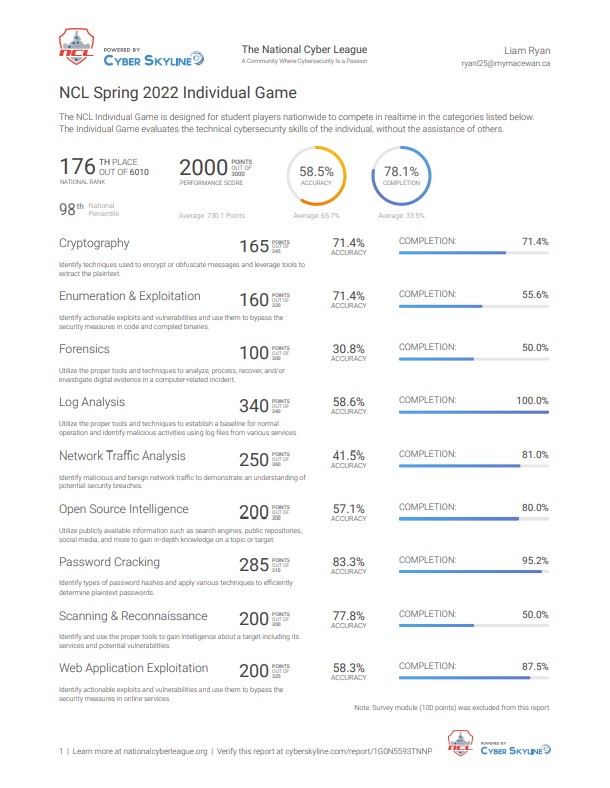 NCL
POWERED BY
CYBER SKYLINE
The National Cyber League
A Community Where Cybersecurity Is a Passion
Liam Ryan
ryanl25@mymacewan.ca
NCL Spring 2022 Individual Game
The NCL Individual Game is designed for student players nationwide to compete in realtime in the categories listed below.
The Individual Game evaluates the technical cybersecurity skills of the individual, without the assistance of others.
176 TH PLACE OUT OF 6010
NATIONAL RANK
98th National Percentile
2000 POINTS OUT OF 3000
PERFORMANCE SCORE
Average: 730.1 Points
58.5%
ACCURACY
Average: 65.7%
78.1%
COMPLETION
Average: 33.5%
Cryptography
165 POINTS OUT OF 345
71.4%
ACCURACY
COMPLETION: 71.4%
Identify techniques used to encrypt or obfuscate messages and leverage tools to
extract the plaintext.
Enumeration & Exploitation
160 POINTS OUT OF 320
71.4%
ACCURACY
COMPLETION: 55.6%
Identify actionable exploits and vulnerabilities and use them to bypass the
security measures in code and compiled binaries.
Forensics
100 POINTS OUT OF 300
30.8%
ACCURACY
COMPLETION: 50.0%
Utilize the proper tools and techniques to analyze, process, recover, and/or
investigate digital evidence in a computer-related incident.
Log Analysis
340 POINTS OUT OF 340
58.6%
ACCURACY
COMPLETION: 100.0%
Utilize the proper tools and techniques to establish a baseline for normal
operation and identify malicious activities using log files from various services.
Network Traffic Analysis
250 POINTS OUT OF 360
41.5%
ACCURACY
COMPLETION: 81.0%
Identify malicious and benign network traffic to demonstrate an understanding of
potential security breaches.
Open Source Intelligence
200 POINTS OUT OF 300
57.1%
ACCURACY
COMPLETION: 80.0%
Utilize publicly available information such as search engines, public repositories,
social media, and more to gain in-depth knowledge on a topic or target.
Password Cracking
285 POINTS OUT OF 310
83.3%
ACCURACY
COMPLETION: 95.2%
Identify types of password hashes and apply various techniques to efficiently
determine plaintext passwords.
Scanning & Reconnaissance
200 POINTS OUT OF 300
77.8%
ACCURACY
COMPLETION: 50.0%
Identify and use the proper tools to gain intelligence about a target including its
services and potential vulnerabilities.
Web Application Exploitation
200 POINTS OUT OF 325
58.3%
ACCURACY
COMPLETION: 87.5%
Identify actionable exploits and vulnerabilities and use them to bypass the
security measures in online services.
Note: Survey module (100 points) was excluded from this report
1 | Learn more at nationalcyberleague.org | Verify this report at cyberskyline.com/report/1G0N5593TNNP
NCL
POWERED BY
CYBER SKYLINE